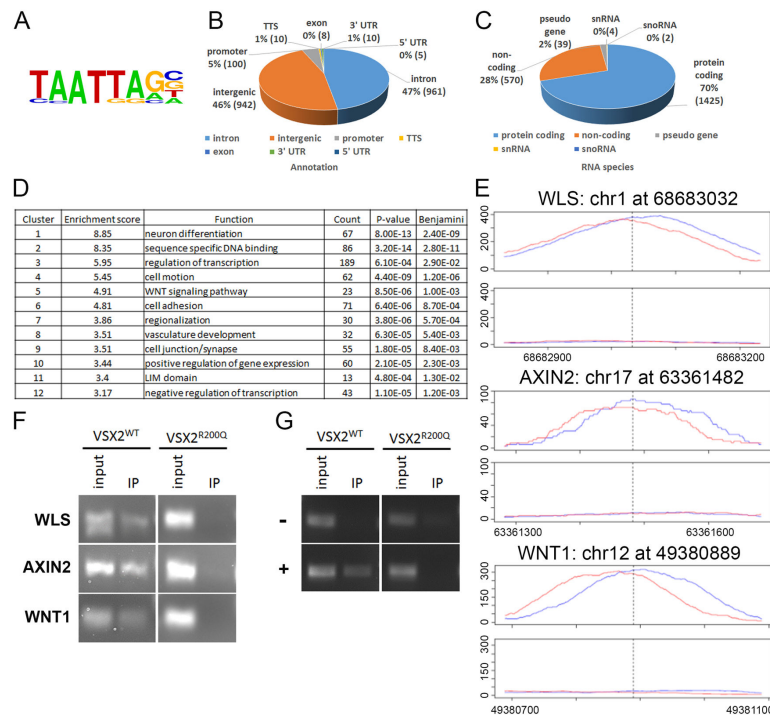 A
TAATTAGC
B
TTS
1% (10)
exon
0% (8)
3' UTR
1% (10)
5' UTR
0% (5)
promoter
5% (100)
intergenic
46% (942)
intron
47% (961)
intron intergenic promoter TTS
exon 3' UTR 5' UTR
Annotation
C
pseudo
gene
2% (39)
snRNA
0%(4)
snoRNA
0% (2)
non-
coding
28% (570)
protein
coding
70%
(1425)
protein coding non-coding pseudo gene
snRNA snoRNA
RNA species
D
Cluster Enrichment score Function Count P-value Benjamini
1 8.85 neuron differentiation 67 8.00E-13 2.40E-09
2 8.35 sequence specific DNA binding 86 3.20E-14 2.80E-11
3 5.95 regulation of transcription 189 6.10E-04 2.90E-02
4 5.45 cell motion 62 4.40E-09 1.20E-06
5 4.91 WNT signaling pathway 23 8.50E-06 1.00E-03
6 4.81 cell adhesion 71 6.40E-06 8.70E-04
7 3.86 regionalization 30 3.80E-06 5.70E-04
8 3.51 vasculature development 32 6.30E-05 5.40E-03
9 3.51 cell junction/synapse 55 1.80E-05 8.40E-03
10 3.44 positive regulation of gene expression 60 2.10E-05 2.30E-03
11 3.4 LIM domain 13 4.80E-04 1.30E-02
12 3.17 negative regulation of transcription 43 1.10E-05 1.20E-03
E
WLS: chr1 at 68683032
400
200
0
400
200
0
68682900 68683200
AXIN2: chr17 at 63361482
100
40
0
100
40
0
63361300 63361600
WNT1: chr12 at 49380889
300
150
0
300
150
0
49380700 49381100
F
VSX2WT VSX2R200Q
input IP input IP
WLS
AXIN2
WNT1
G
VSX2WT VSX2R200Q
input IP input IP
-
+